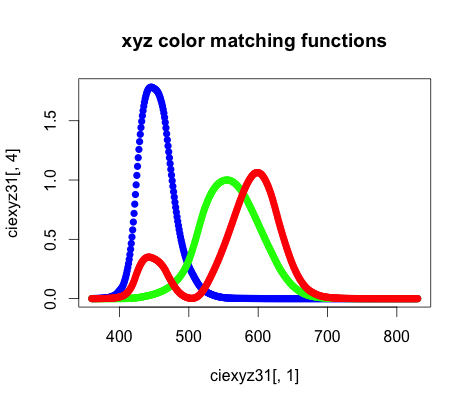 xyz color matching functions
ciexyz31[, 4]
1.5
1.0
0.5
0.0
400 500 600 700 800
ciexyz31[, 1]